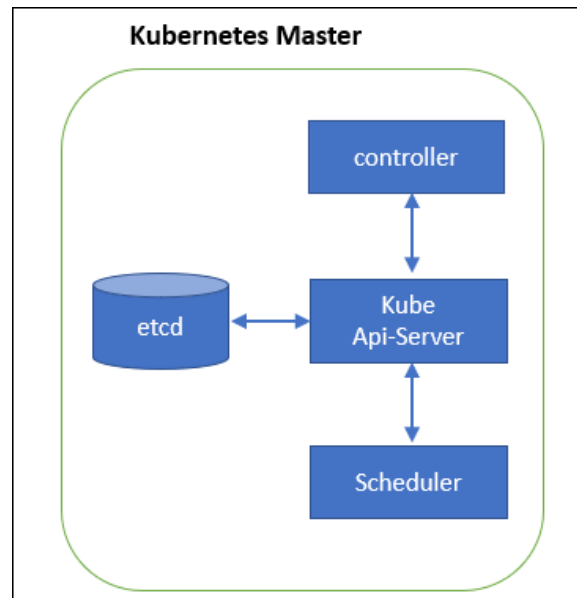 Kubernetes Master
controller
etcd
Kube
Api-Server
Scheduler